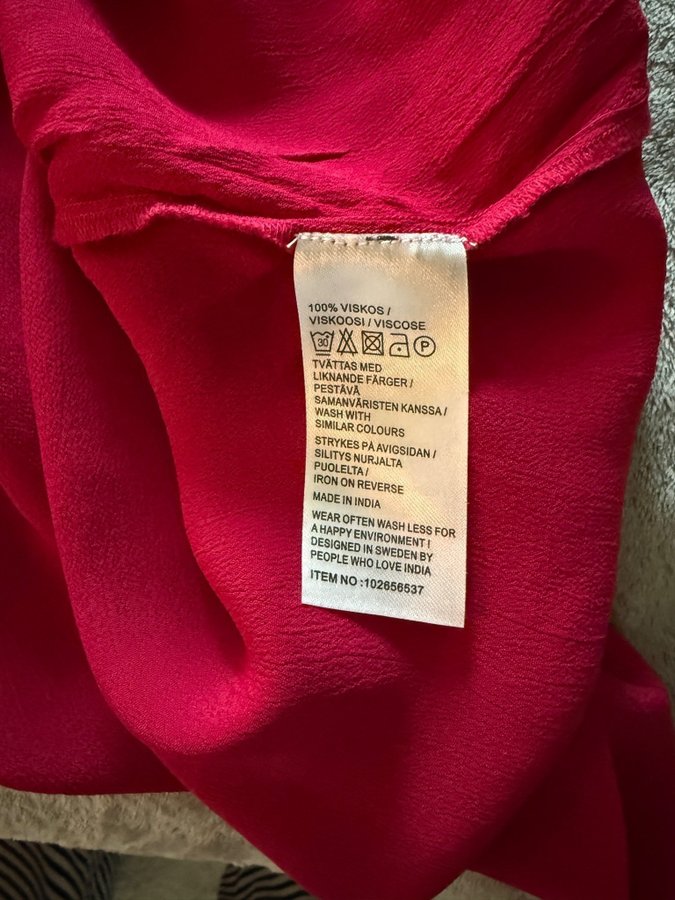 100% VISKOS /
VISKOOSI / VISCOSE
30 P
TVÄTTAS MED
LIKNANDE FÄRGER /
PESTÄVÄ
SAMANVÄRISTEN KANSSA /
WASH WITH
SIMILAR COLOURS
STRYKES PÅ AVIGSIDAN /
SILITYS NURJALTA
PUOLELTA /
IRON ON REVERSE
MADE IN INDIA
WEAR OFTEN WASH LESS FOR
A HAPPY ENVIRONMENT !
DESIGNED IN SWEDEN BY
PEOPLE WHO LOVE INDIA
ITEM NO :102656537